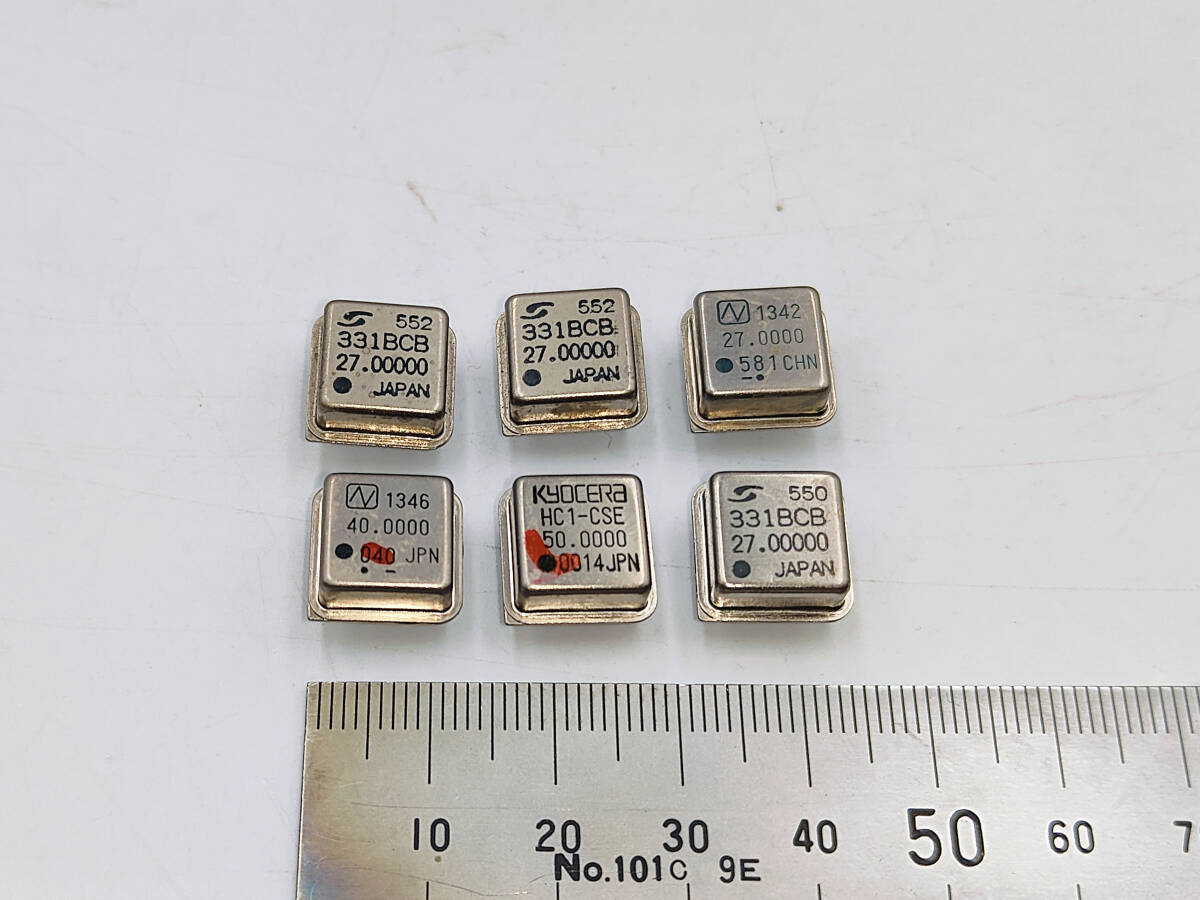 552
331BCB
27.00000
JAPAN
552
331BCB
27.00000
JAPAN
1342
27.0000
581CHN
1346
40.0000
040 JPN
KYOCERa
HC1-CSE
50.0000
0014JPN
550
331BCB
27.00000
JAPAN
10 20 30 40 50 60 7
No.101C 9E